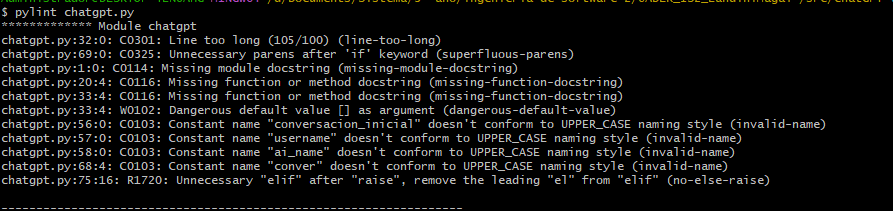 $ pylint chatgpt.py
************* Module chatgpt
chatgpt.py:32:0: C0301: Line too long (105/100) (line-too-long)
chatgpt.py:69:0: C0325: Unnecessary parens after 'if' keyword (superfluous-parens)
chatgpt.py:1:0: C0114: Missing module docstring (missing-module-docstring)
chatgpt.py:20:4: C0116: Missing function or method docstring (missing-function-docstring)
chatgpt.py:33:4: C0116: Missing function or method docstring (missing-function-docstring)
chatgpt.py:33:4: W0102: Dangerous default value [] as argument (dangerous-default-value)
chatgpt.py:56:0: C0103: Constant name "conversacion_inicial" doesn't conform to UPPER_CASE naming style (invalid-name)
chatgpt.py:57:0: C0103: Constant name "username" doesn't conform to UPPER_CASE naming style (invalid-name)
chatgpt.py:58:0: C0103: Constant name "ai_name" doesn't conform to UPPER_CASE naming style (invalid-name)
chatgpt.py:68:4: C0103: Constant name "conver" doesn't conform to UPPER_CASE naming style (invalid-name)
chatgpt.py:75:16: R1720: Unnecessary "elif" after "raise", remove the leading "el" from "elif" (no-else-raise)
------------------------------------------------------------------